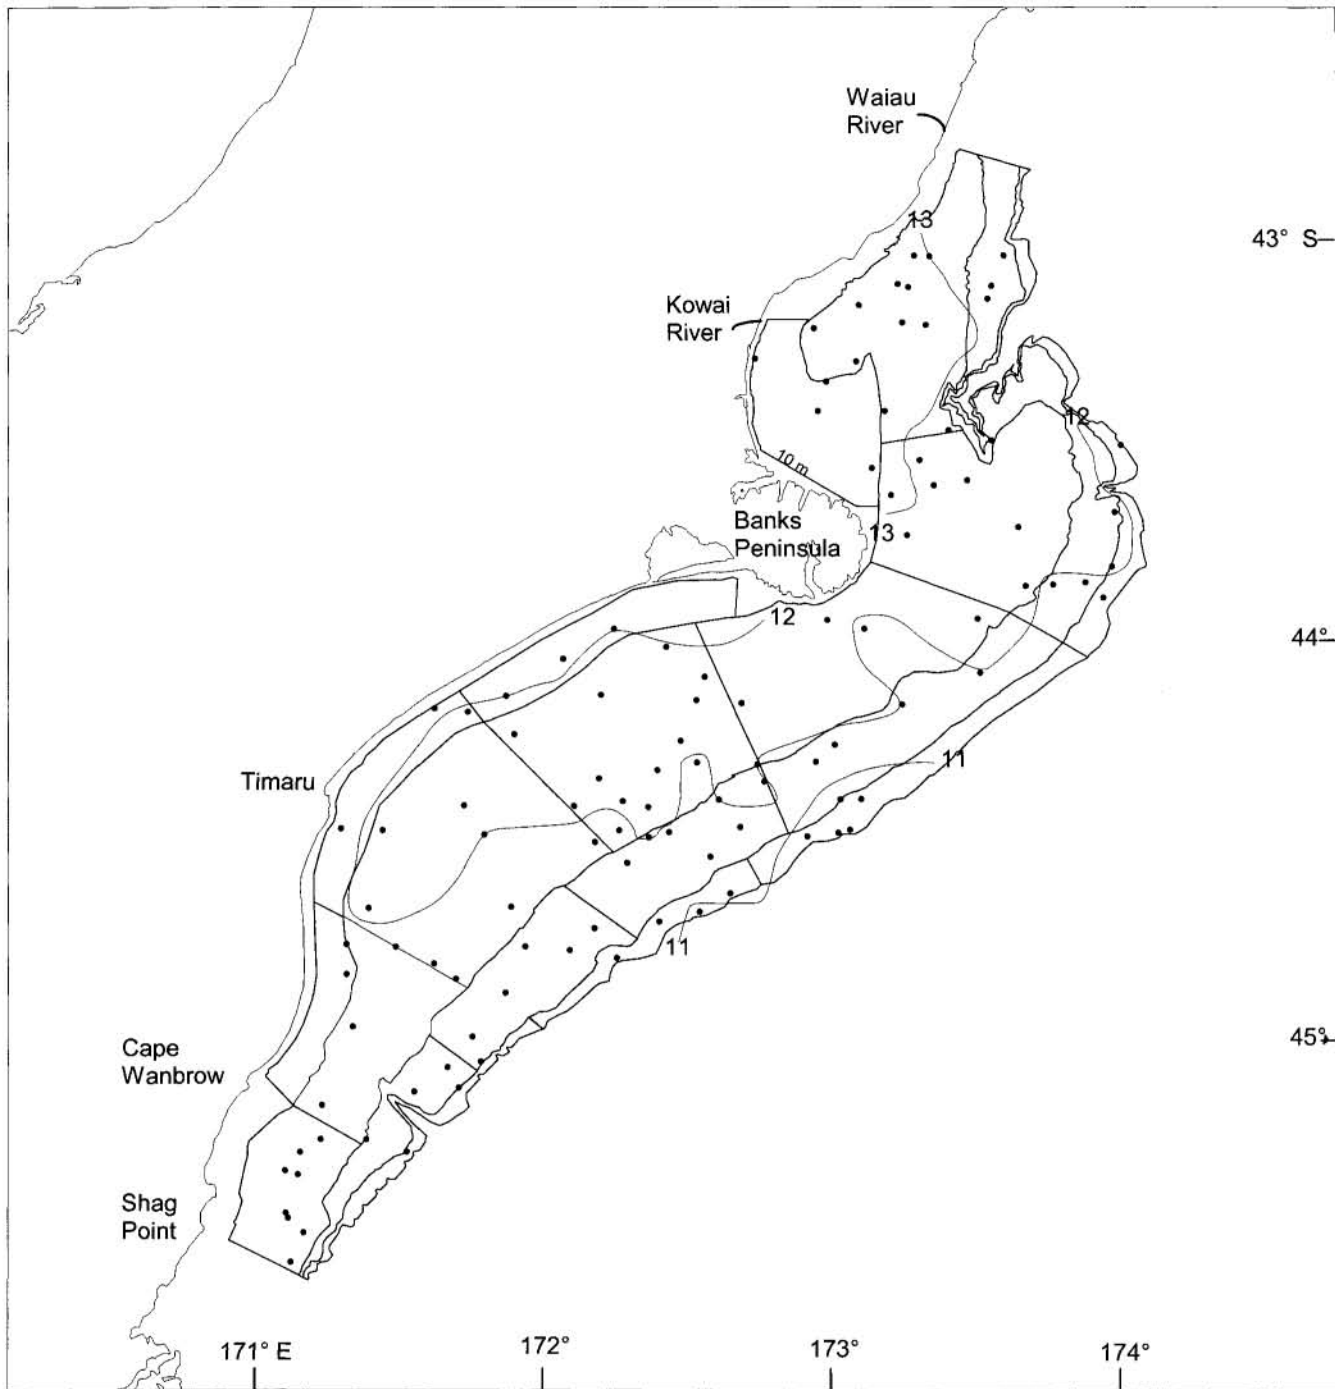 Waiau
River
13
43° S
Kowai
River
12
10 m
Banks
Peninsula
13
12
44°
11
Timaru
11
45°
Cape
Wanbrow
Shag
Point
171° E
172°
173°
174°